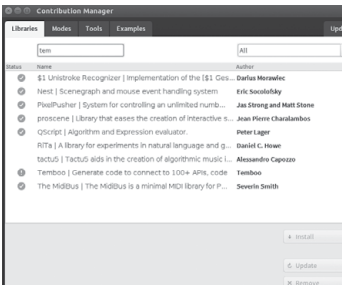 Contribution Manager
Libraries Modes Tools Examples Upd
tem All
Status Name Author
$1 Unistroke Recognizer | Implementation of the [$1 Ges... Darius Morawiec
Nest | Scenegraph and mouse event handling system Eric Socolofsky
PixelPusher | System for controlling an unlimited numb... Jas Strong and Matt Stone
proscene | Library that eases the creation of interactive s... Jean Pierre Charalambos
QScript | Algorithm and Expression evaluator. Peter Lager
RiTa | A library for experiments in natural language and g... Daniel C. Howe
tactu5 | Tactu5 aids in the creation of algorithmic music i... Alessandro Capozzo
Temboo | Generate code to connect to 100+ APIs, code Temboo
The MidiBus | The MidiBus is a minimal MIDI library for P... Severin Smith
Install
Update
Remove